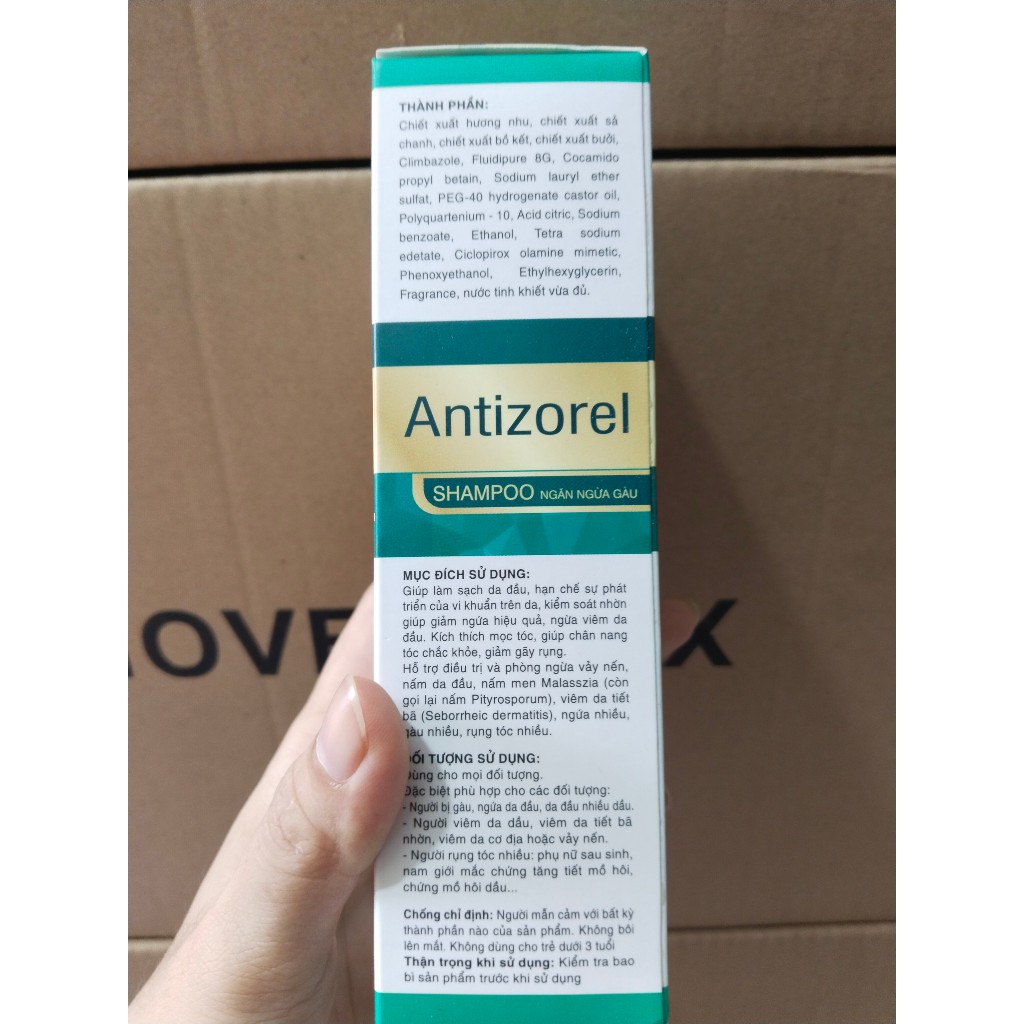 THÀNH PHẦN:
Chiết xuất hương nhu, chiết xuất sả
chanh, chiết xuất bồ kết, chiết xuất bưởi,
Climbazole, Fluidipure 8G, Cocamido
propyl betain, Sodium lauryl ether
sulfat, PEG-40 hydrogenate castor oil,
Polyquartenium - 10, Acid citric, Sodium
benzoate, Ethanol, Tetra sodium
edetate, Ciclopirox olamine mimetic,
Phenoxyethanol, Ethylhexyglycerin,
Fragrance, nước tinh khiết vừa đủ.
Antizorel
SHAMPOO NGĂN NGỪA GÀU
MỤC ĐÍCH SỬ DỤNG:
Giúp làm sạch da đầu, hạn chế sự phát
triển của vi khuẩn trên da, kiểm soát nhờn
giúp giảm ngứa hiệu quả, ngừa viêm da
đầu. Kích thích mọc tóc, giúp chân nang
tóc chắc khỏe, giảm gãy rụng.
Hỗ trợ điều trị và phòng ngừa vảy nến,
nấm da đầu, nấm men Malasszia (còn
gọi lại nấm Pityrosporum), viêm da tiết
bã (Seborrheic dermatitis), ngứa nhiều,
gàu nhiều, rụng tóc nhiều.
ĐỐI TƯỢNG SỬ DỤNG:
Dùng cho mọi đối tượng.
Đặc biệt phù hợp cho các đối tượng:
- Người bị gàu, ngứa da đầu, da đầu nhiều dầu.
- Người viêm da dầu, viêm da tiết bã
nhờn, viêm da cơ địa hoặc vảy nến.
- Người rụng tóc nhiều: phụ nữ sau sinh,
nam giới mắc chứng tăng tiết mồ hôi,
chứng mồ hôi dầu...
Chống chỉ định: Người mẫn cảm với bất kỳ
thành phần nào của sản phẩm. Không bôi
lên mắt. Không dùng cho trẻ dưới 3 tuổi
Thận trọng khi sử dụng: Kiểm tra bao
bì sản phẩm trước khi sử dụng